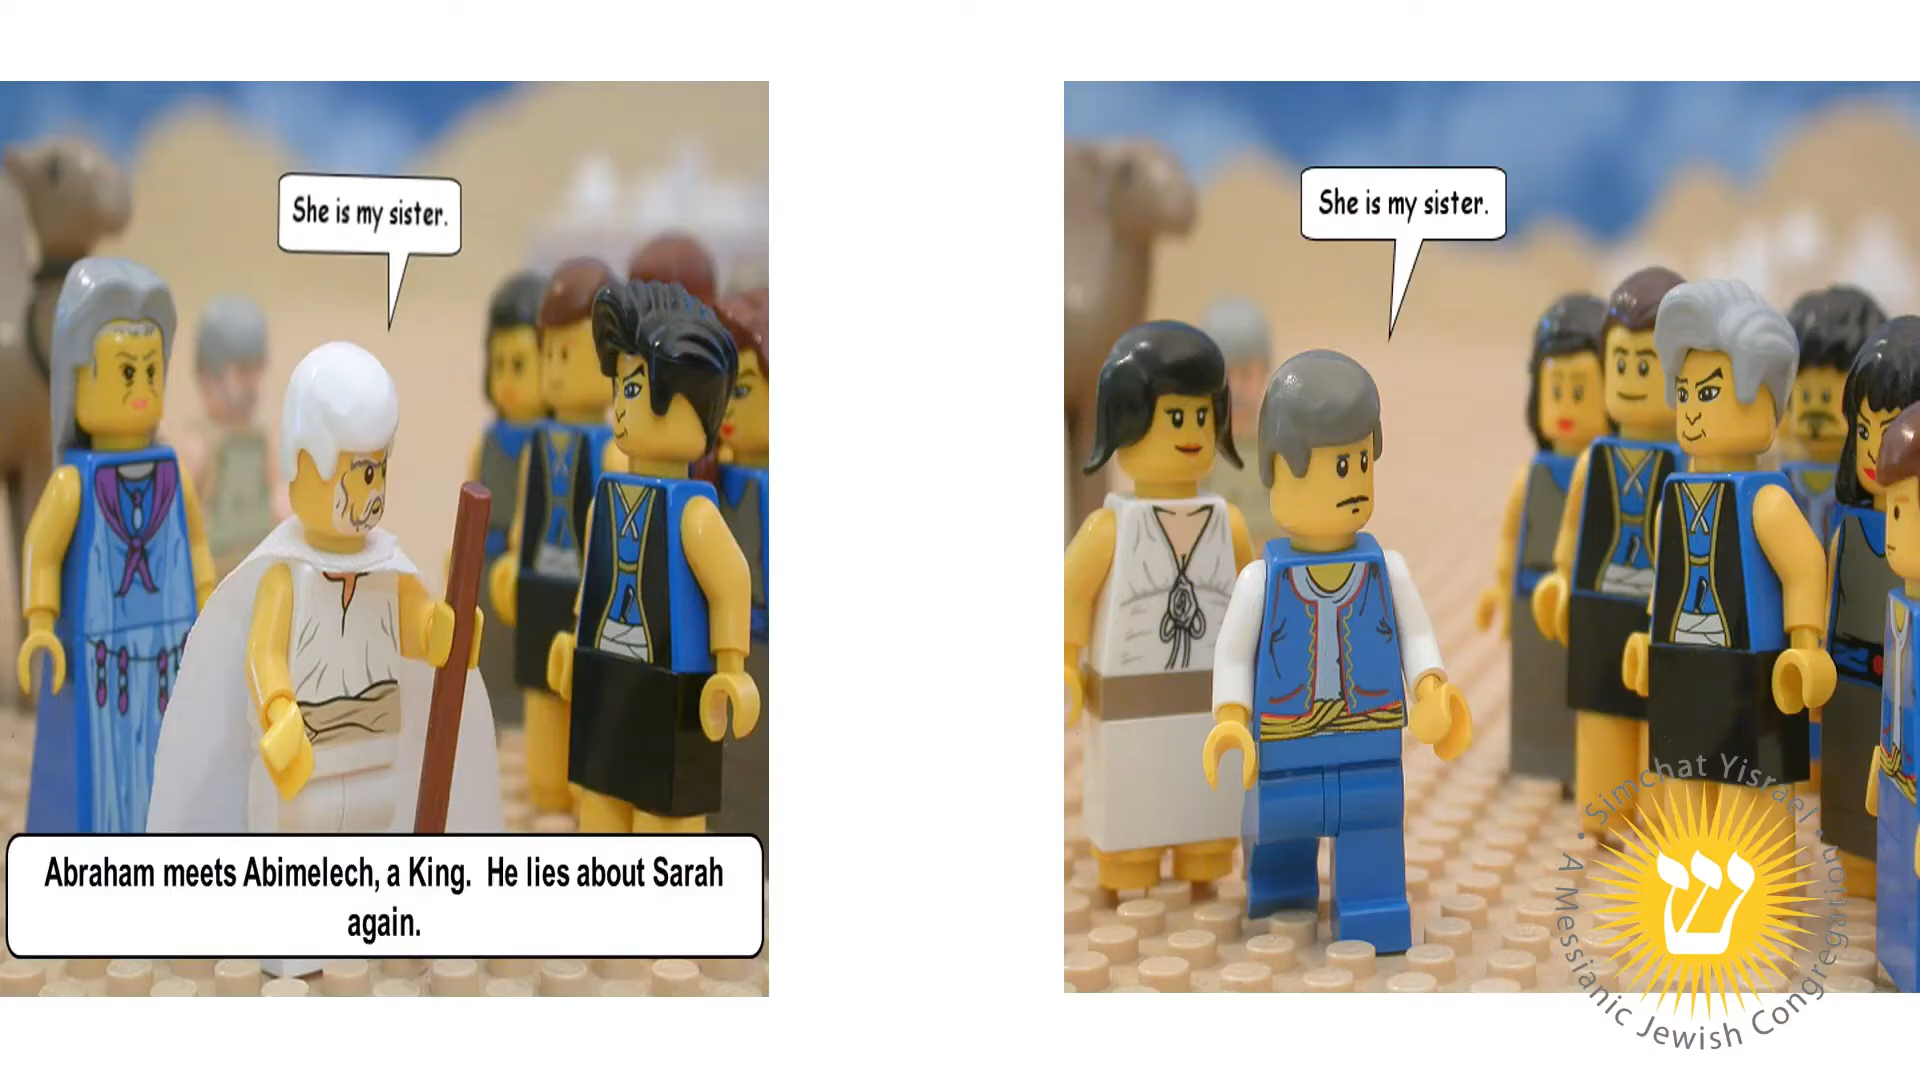 She is my sister.
Abraham meets Abimelech, a King.  He lies about Sarah
again.
She is my sister.
• Simchat Yisrael •
A Messianic Jewish Congregation
ש